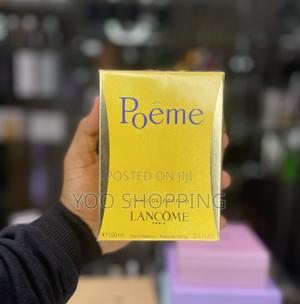 Poême
POSTED ON JIJI
YOO SHOPPING
LANCÔME
PARIS
e 100 ml